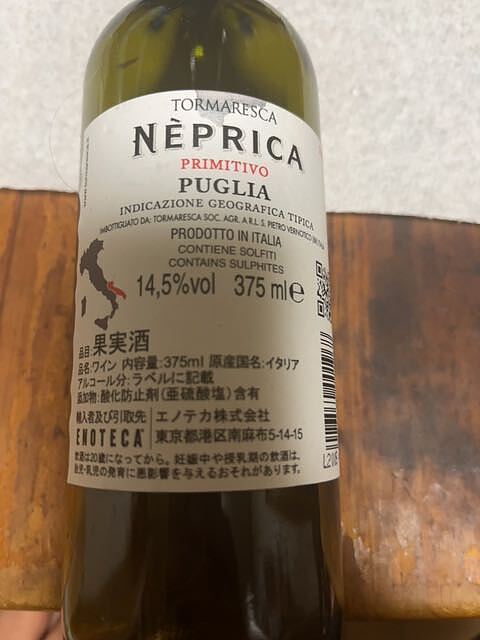 TORMARESCA
NÈPRICA
PRIMITIVO
PUGLIA
INDICAZIONE GEOGRAFICA TIPICA
IMBOTTIGLIATO DA: TORMARESCA SOC. AGR. A R.L. S. PIETRO VERNOTICO
PRODOTTO IN ITALIA
CONTIENE SOLFITI
CONTAINS SULPHITES
14,5%vol 375 ml e
品目:果実酒
品名:ワイン 内容量:375ml 原産国名:イタリア
アルコール分:ラベルに記載
添加物:酸化防止剤(亜硫酸塩)含有
輸入者及び引取先 エノテカ株式会社
ENOTECA 東京都港区南麻布5-14-15
飲酒は20歳になってから。妊娠中や授乳期の飲酒は、
胎児・乳児の発育に悪影響を与えるおそれがあります。